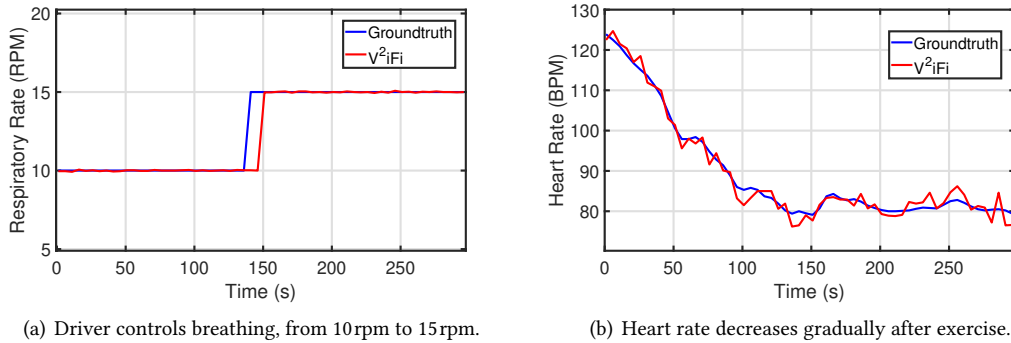 20
15
10
5
0
50
100
150
200
250
Respiratory Rate (RPM)
Time (s)
Groundtruth
V²iFi
(a) Driver controls breathing, from 10 rpm to 15 rpm.
130
120
110
100
90
80
70
0
50
100
150
200
250
Heart Rate (BPM)
Time (s)
Groundtruth
V²iFi
(b) Heart rate decreases gradually after exercise.